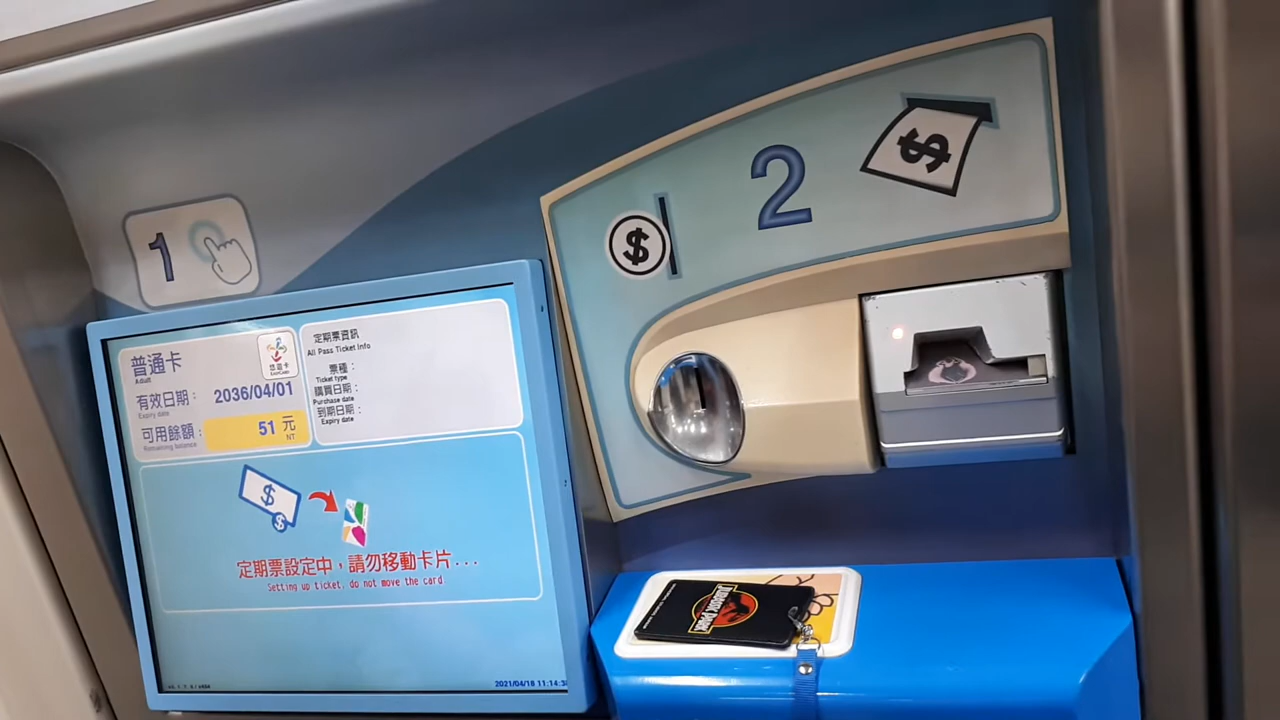 1
2
$
$
普通卡
Adult
悠遊卡
EASYCARD
有效日期：
2036/04/01
Expiry date
可用餘額：
51 元
Remaining balance
NT
定期票資訊
All Pass Ticket Info
票種：
Ticket type
購買日期：
Purchase date
到期日期：
Expiry date
$
$
定期票設定中，請勿移動卡片...
Setting up ticket, do not move the card.
2021/04/18 11:14:3
JURASSIC PARK